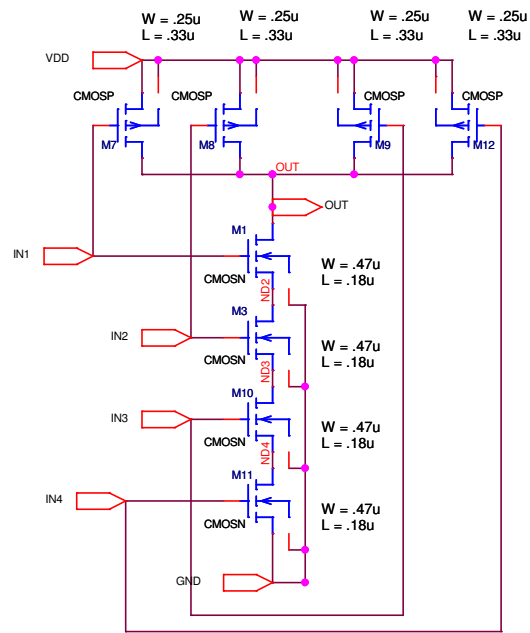 W = .25u W = .25u W = .25u W = .25u
L = .33u L = .33u L = .33u L = .33u
VDD
CMOSP CMOSP CMOSP CMOSP
M7 M8 M9 M12
OUT
OUT
M1
IN1
CMOSN
W = .47u
L = .18u
ND2
M3
IN2
CMOSN
W = .47u
L = .18u
ND3
M10
IN3
CMOSN
W = .47u
L = .18u
ND4
M11
IN4
CMOSN
W = .47u
L = .18u
GND